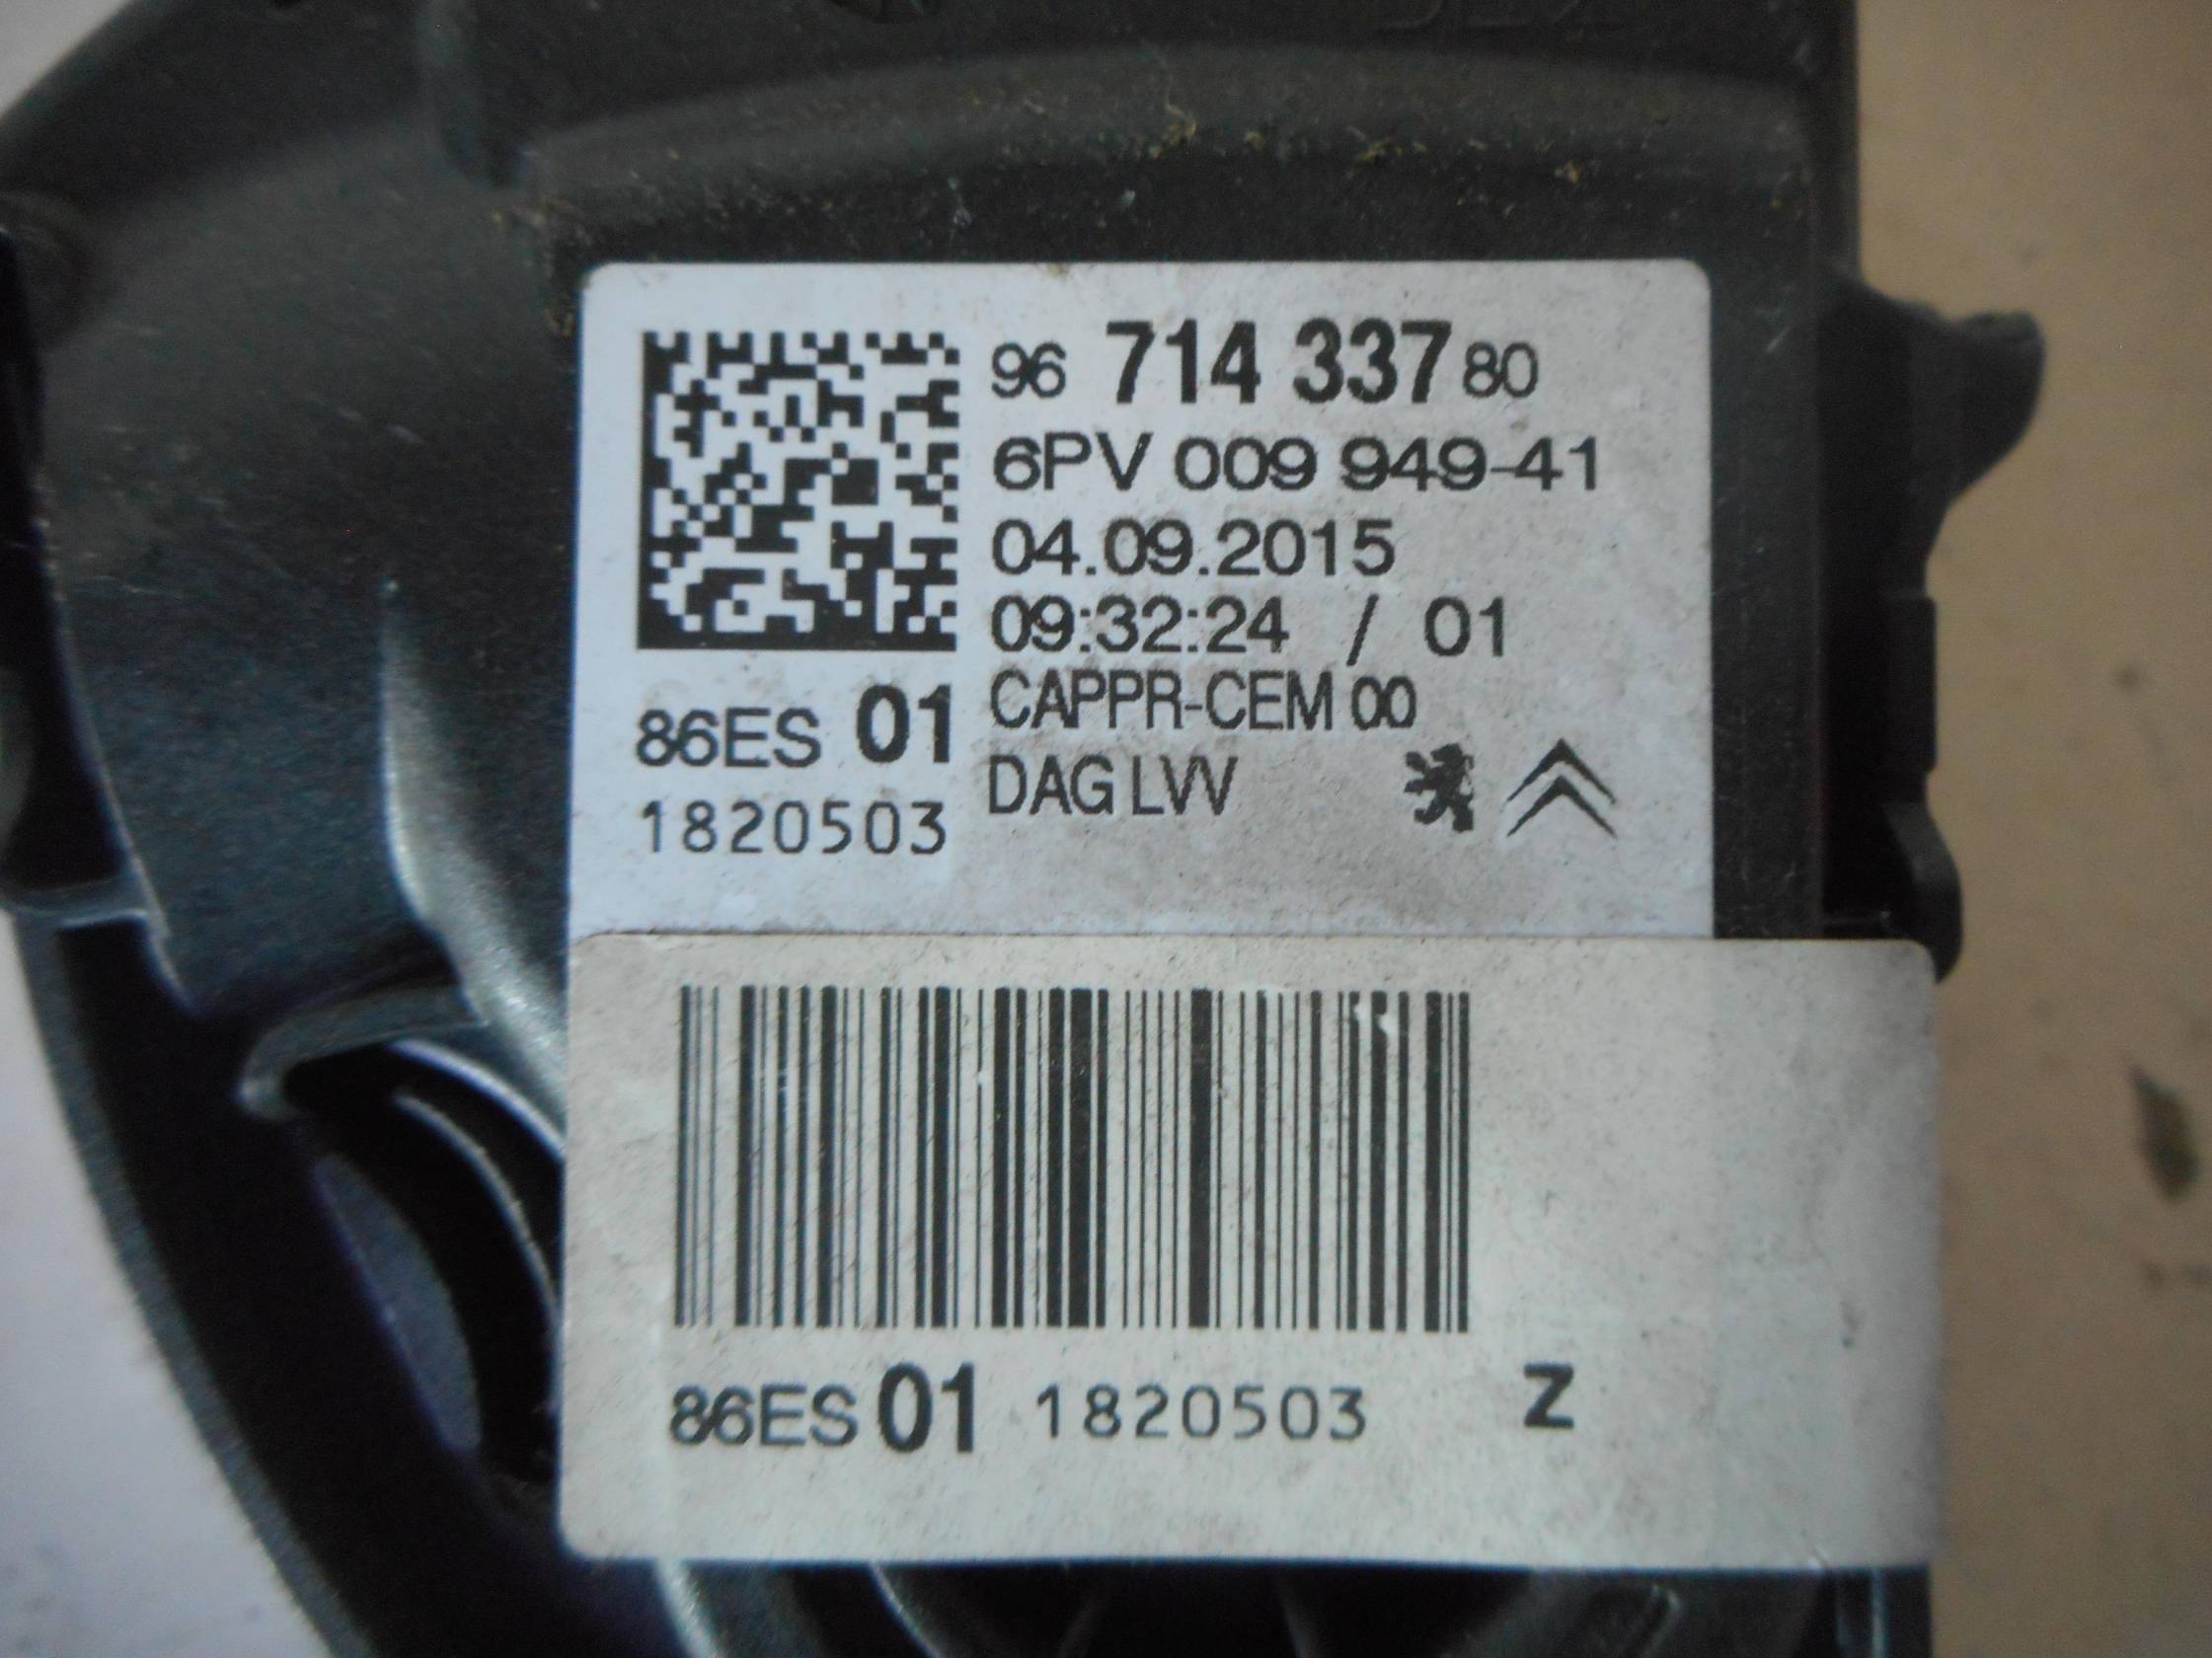 96 714 337 80
6PV 009 949-41
04.09.2015
09:32:24 / 01
CAPPR-CEM 00
DAG LVV
86ES 01
1820503
86ES 01 1820503 Z